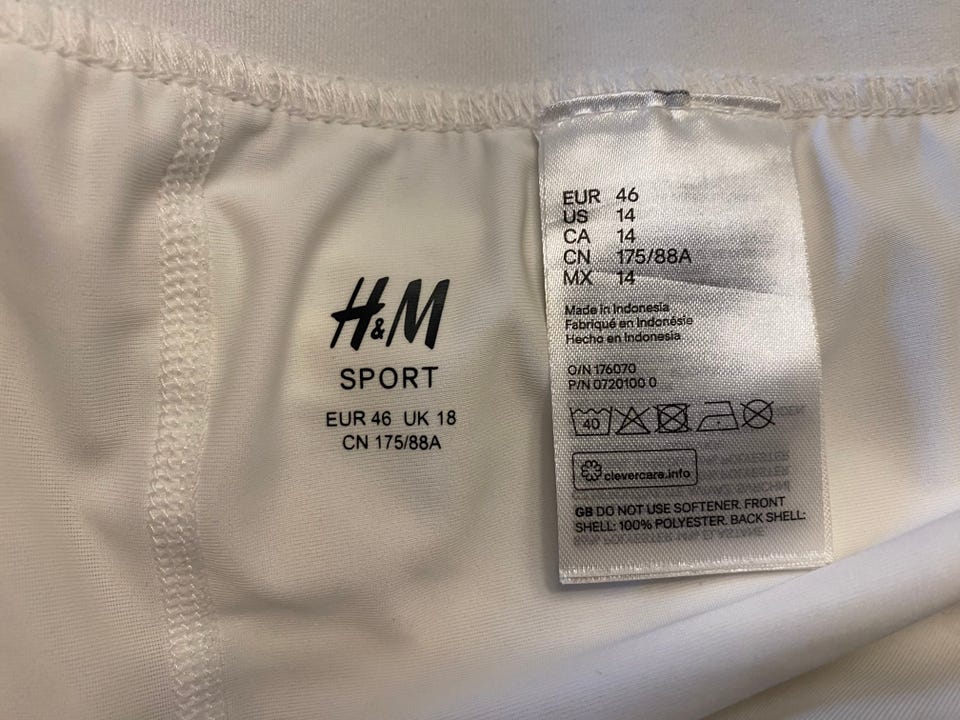 H&M
SPORT
EUR 46 UK 18
CN 175/88A
EUR 46
US 14
CA 14
CN 175/88A
MX 14
Made in Indonesia
Fabriqué en Indonésie
Hecho en Indonesia
O/N 176070
P/N 0720100 0
40
clevercare.info
GB DO NOT USE SOFTENER. FRONT
SHELL: 100% POLYESTER. BACK SHELL: